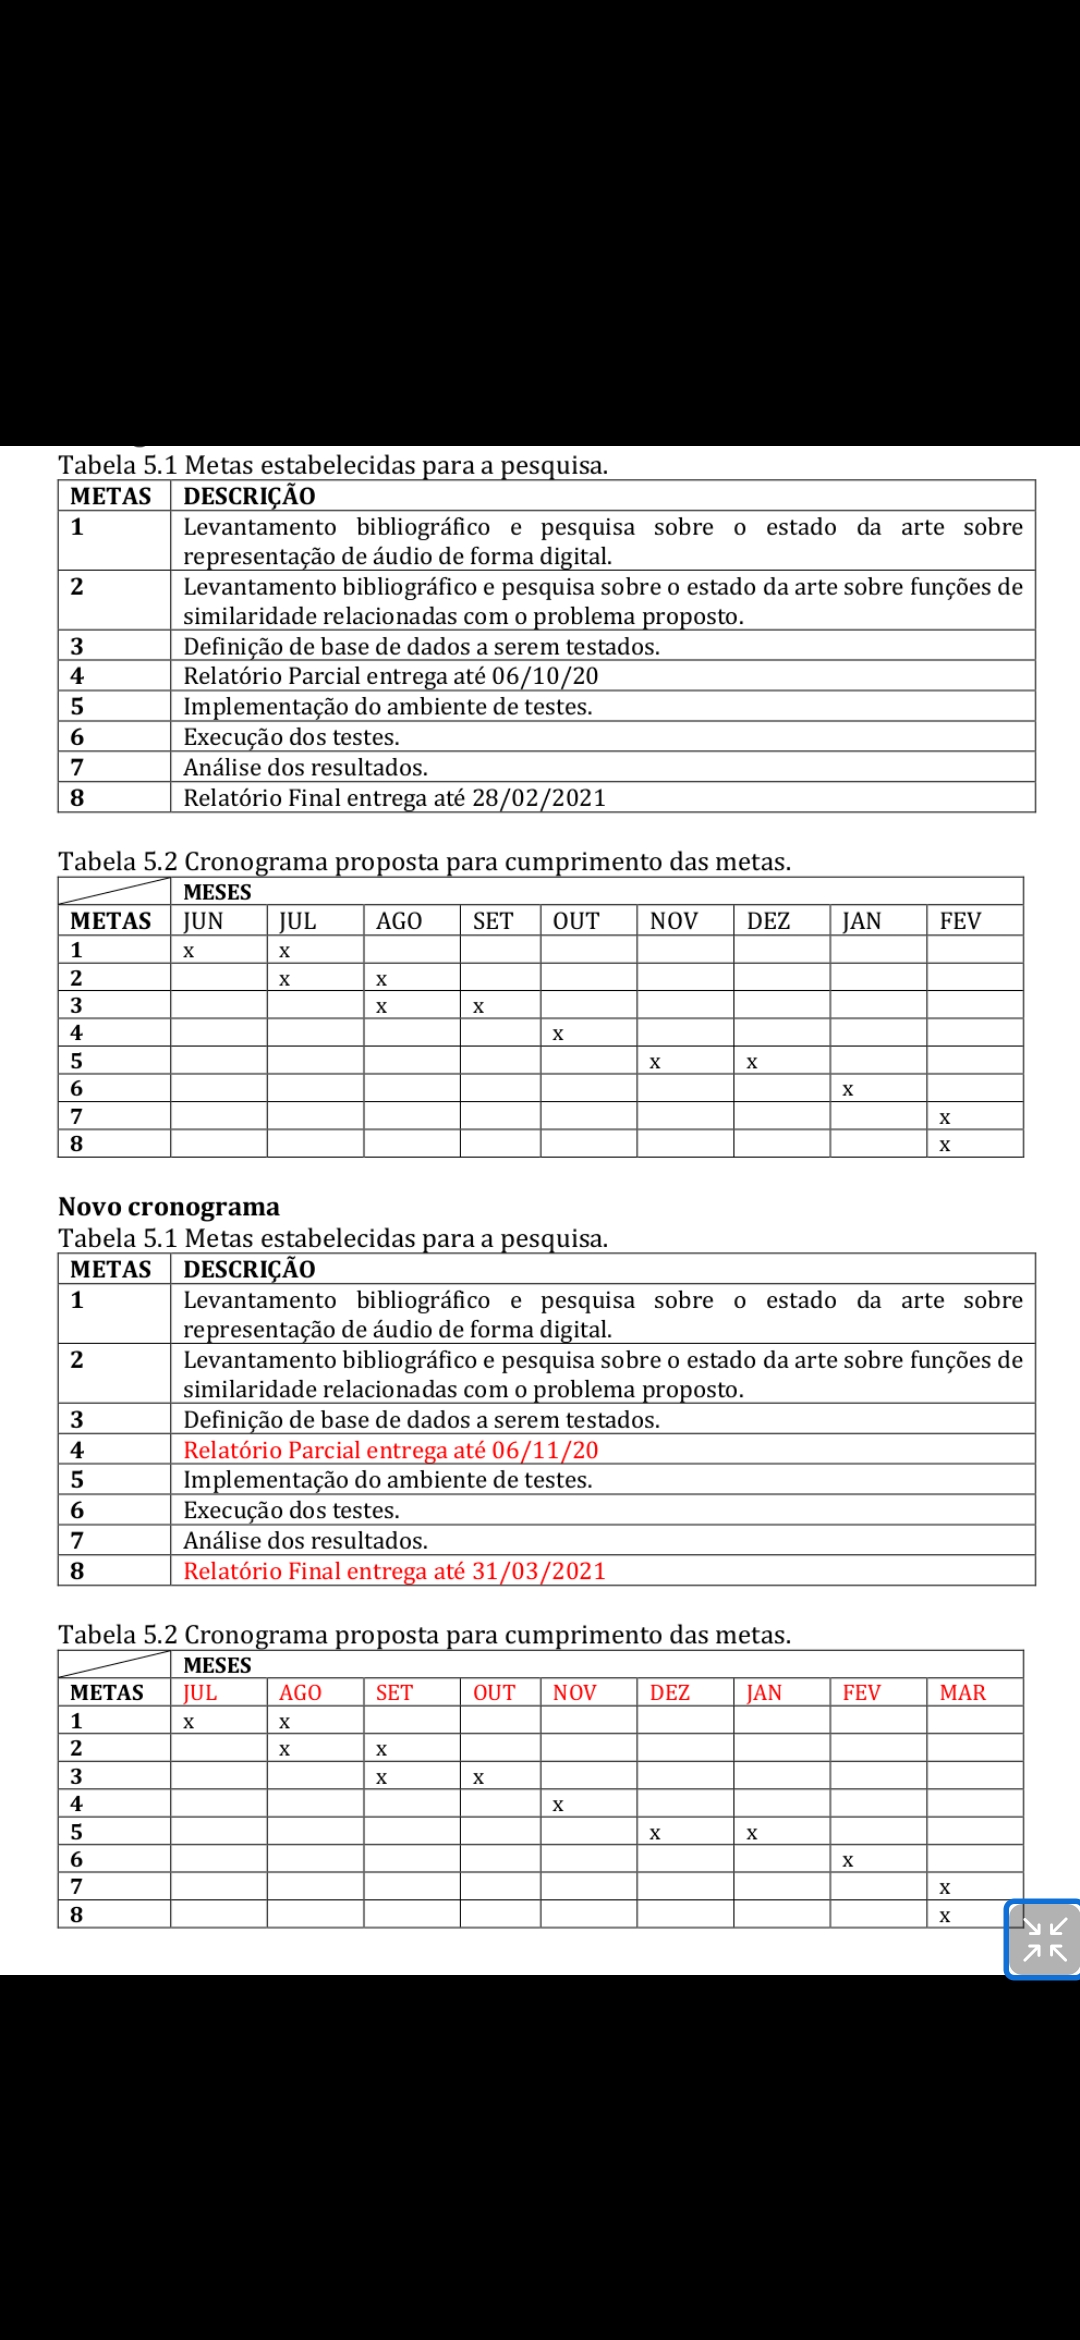 Tabela 5.1 Metas estabelecidas para a pesquisa.
METAS DESCRIÇÃO
1 Levantamento bibliográfico e pesquisa sobre o estado da arte sobre
representação de áudio de forma digital.
2 Levantamento bibliográfico e pesquisa sobre o estado da arte sobre funções de
similaridade relacionadas com o problema proposto.
3 Definição de base de dados a serem testados.
4 Relatório Parcial entrega até 06/10/20
5 Implementação do ambiente de testes.
6 Execução dos testes.
7 Análise dos resultados.
8 Relatório Final entrega até 28/02/2021
Tabela 5.2 Cronograma proposta para cumprimento das metas.
MESES
METAS JUN JUL AGO SET OUT NOV DEZ JAN FEV
1 x x
2 x x
3 x x
4 x
5 x x
6 x
7 x
8 x
Novo cronograma
Tabela 5.1 Metas estabelecidas para a pesquisa.
METAS DESCRIÇÃO
1 Levantamento bibliográfico e pesquisa sobre o estado da arte sobre
representação de áudio de forma digital.
2 Levantamento bibliográfico e pesquisa sobre o estado da arte sobre funções de
similaridade relacionadas com o problema proposto.
3 Definição de base de dados a serem testados.
4 Relatório Parcial entrega até 06/11/20
5 Implementação do ambiente de testes.
6 Execução dos testes.
7 Análise dos resultados.
8 Relatório Final entrega até 31/03/2021
Tabela 5.2 Cronograma proposta para cumprimento das metas.
MESES
METAS JUL AGO SET OUT NOV DEZ JAN FEV MAR
1 x x
2 x x
3 x x
4 x
5 x x
6 x
7 x
8 x